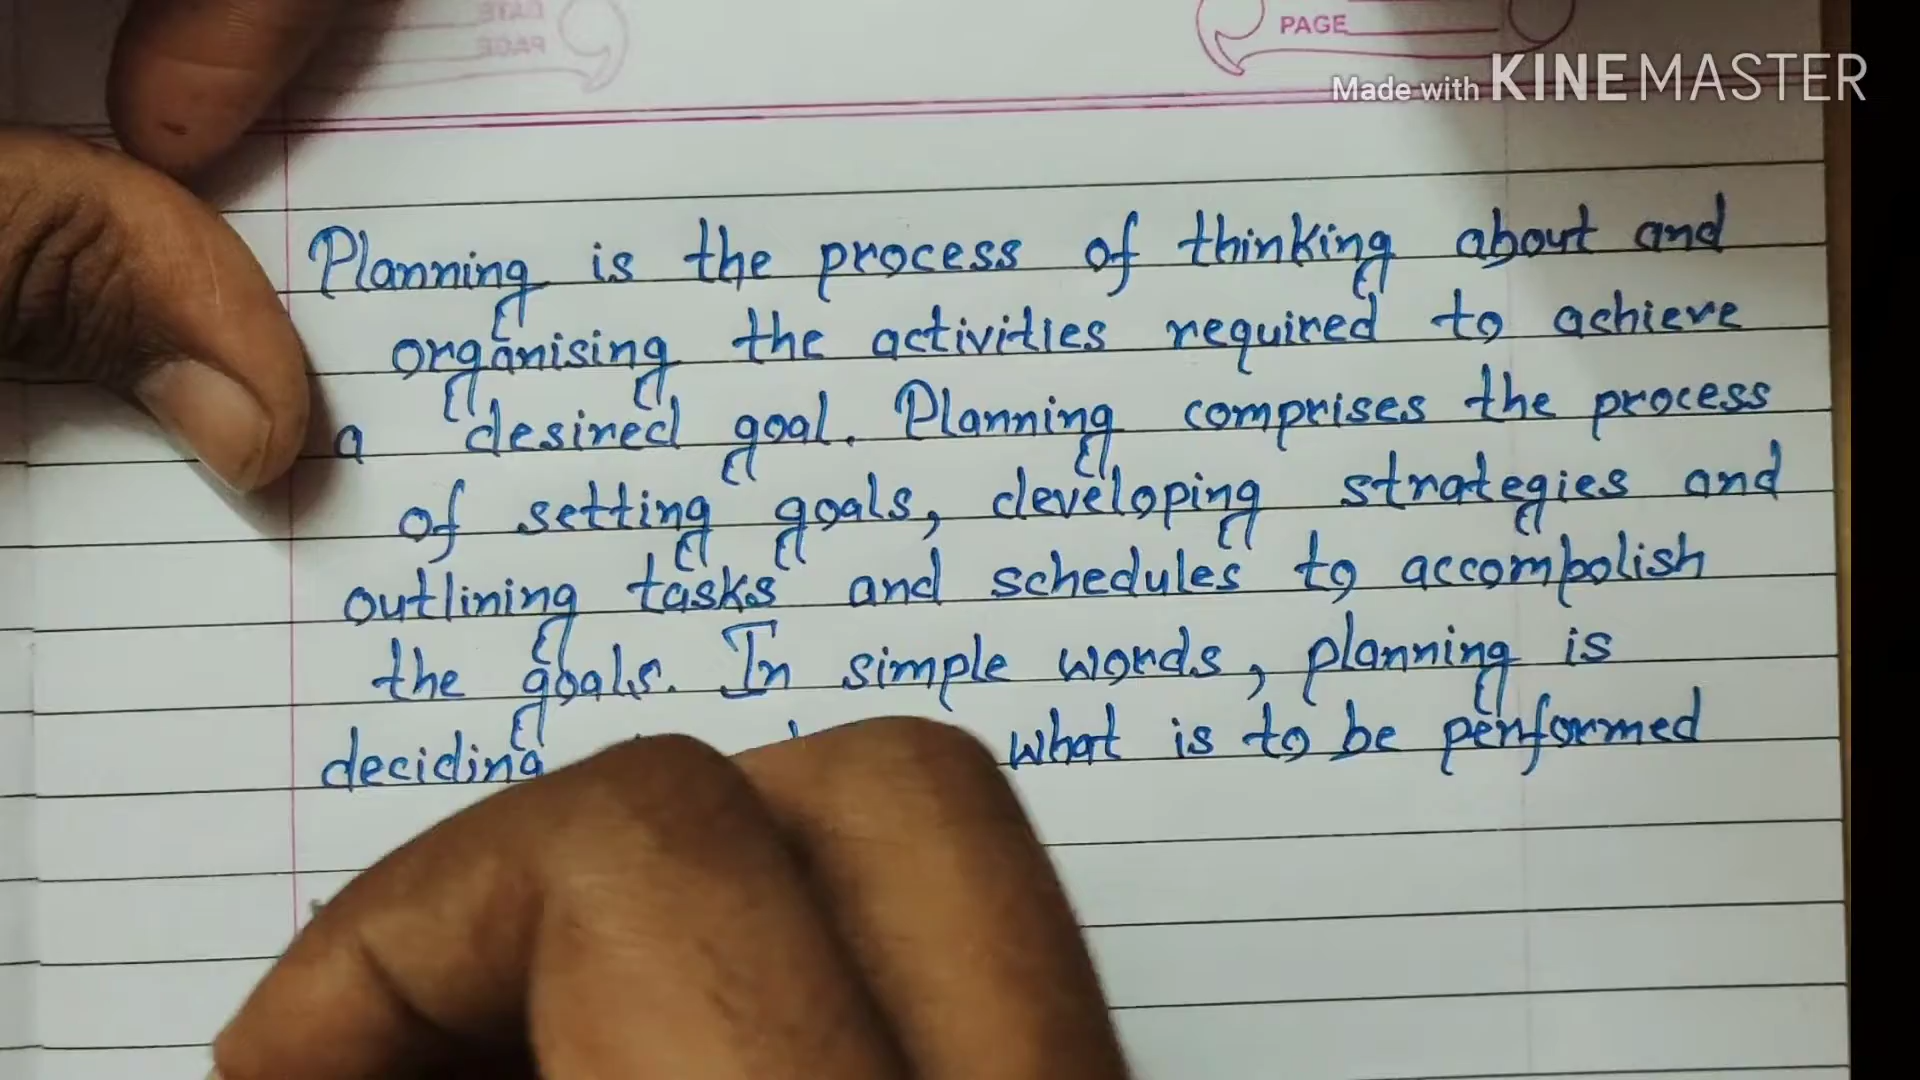 DATE
PAGE
PAGE
Made with KINEMASTER
Planning is the process of thinking about and
organising the activities required to achieve
a desired goal. Planning comprises the process
of setting goals, developing strategies and
outlining tasks and schedules to accompolish
the goals. In simple words, planning is
deciding what is to be performed